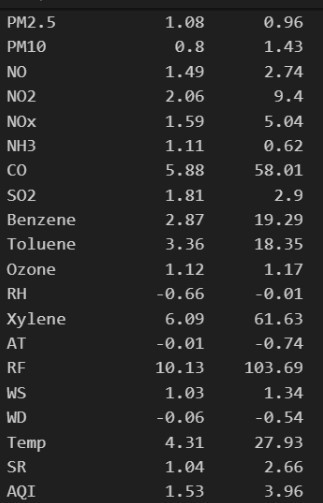 PM2.5 1.08 0.96
PM10 0.8 1.43
NO 1.49 2.74
NO2 2.06 9.4
NOx 1.59 5.04
NH3 1.11 0.62
CO 5.88 58.01
SO2 1.81 2.9
Benzene 2.87 19.29
Toluene 3.36 18.35
Ozone 1.12 1.17
RH -0.66 -0.01
Xylene 6.09 61.63
AT -0.01 -0.74
RF 10.13 103.69
WS 1.03 1.34
WD -0.06 -0.54
Temp 4.31 27.93
SR 1.04 2.66
AQI 1.53 3.96